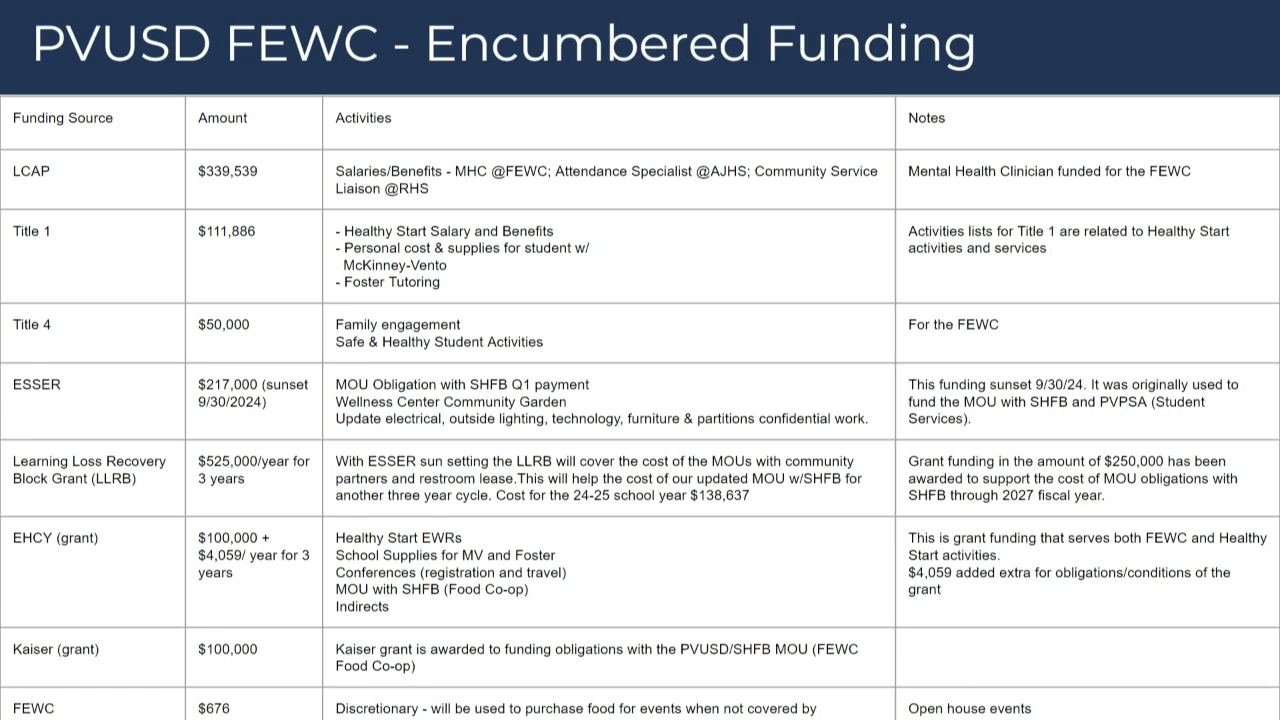 PVUSD FEWC - Encumbered Funding
Funding Source
Amount
Activities
Notes
LCAP
$339,539
Salaries/Benefits - MHC @FEWC; Attendance Specialist @AJHS; Community Service
Liaison @RHS
Mental Health Clinician funded for the FEWC
Title 1
$111,886
- Healthy Start Salary and Benefits
- Personal cost & supplies for student w/
McKinney-Vento
- Foster Tutoring
Activities lists for Title 1 are related to Healthy Start
activities and services
Title 4
$50,000
Family engagement
Safe & Healthy Student Activities
For the FEWC
ESSER
$217,000 (sunset
9/30/2024)
MOU Obligation with SHFB Q1 payment
Wellness Center Community Garden
Update electrical, outside lighting, technology, furniture & partitions confidential work.
This funding sunset 9/30/24. It was originally used to
fund the MOU with SHFB and PVPSA (Student
Services).
Learning Loss Recovery
Block Grant (LLRB)
$525,000/year for
3 years
With ESSER sun setting the LLRB will cover the cost of the MOUs with community
partners and restroom lease.This will help the cost of our updated MOU w/SHFB for
another three year cycle. Cost for the 24-25 school year $138,637
Grant funding in the amount of $250,000 has been
awarded to support the cost of MOU obligations with
SHFB through 2027 fiscal year.
EHCY (grant)
$100,000 +
$4,059/ year for 3
years
Healthy Start EWRs
School Supplies for MV and Foster
Conferences (registration and travel)
MOU with SHFB (Food Co-op)
Indirects
This is grant funding that serves both FEWC and Healthy
Start activities.
$4,059 added extra for obligations/conditions of the
grant
Kaiser (grant)
$100,000
Kaiser grant is awarded to funding obligations with the PVUSD/SHFB MOU (FEWC
Food Co-op)
FEWC
$676
Discretionary - will be used to purchase food for events when not covered by
Open house events